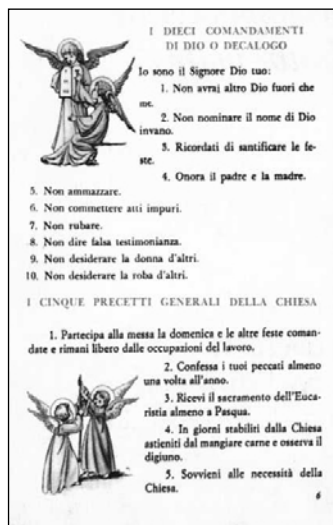 I DIECI COMANDAMENTI
DI DIO O DECALOGO
Io sono il Signore Dio tuo:
1. Non avrai altro Dio fuori che
me.
2. Non nominare il nome di Dio
invano.
3. Ricordati di santificare le fe-
ste.
4. Onora il padre e la madre.
5. Non ammazzare.
6. Non commettere atti impuri.
7. Non rubare.
8. Non dire falsa testimonianza.
9. Non desiderare la donna d'altri.
10. Non desiderare la roba d'altri.
I CINQUE PRECETTI GENERALI DELLA CHIESA
1. Partecipa alla messa la domenica e le altre feste coman-
date e rimani libero dalle occupazioni del lavoro.
2. Confessa i tuoi peccati almeno
una volta all'anno.
3. Ricevi il sacramento dell'Euca-
ristia almeno a Pasqua.
4. In giorni stabiliti dalla Chiesa
astieniti dal mangiare carne e osserva il
digiuno.
5. Sovvieni alle necessità della
Chiesa.
6